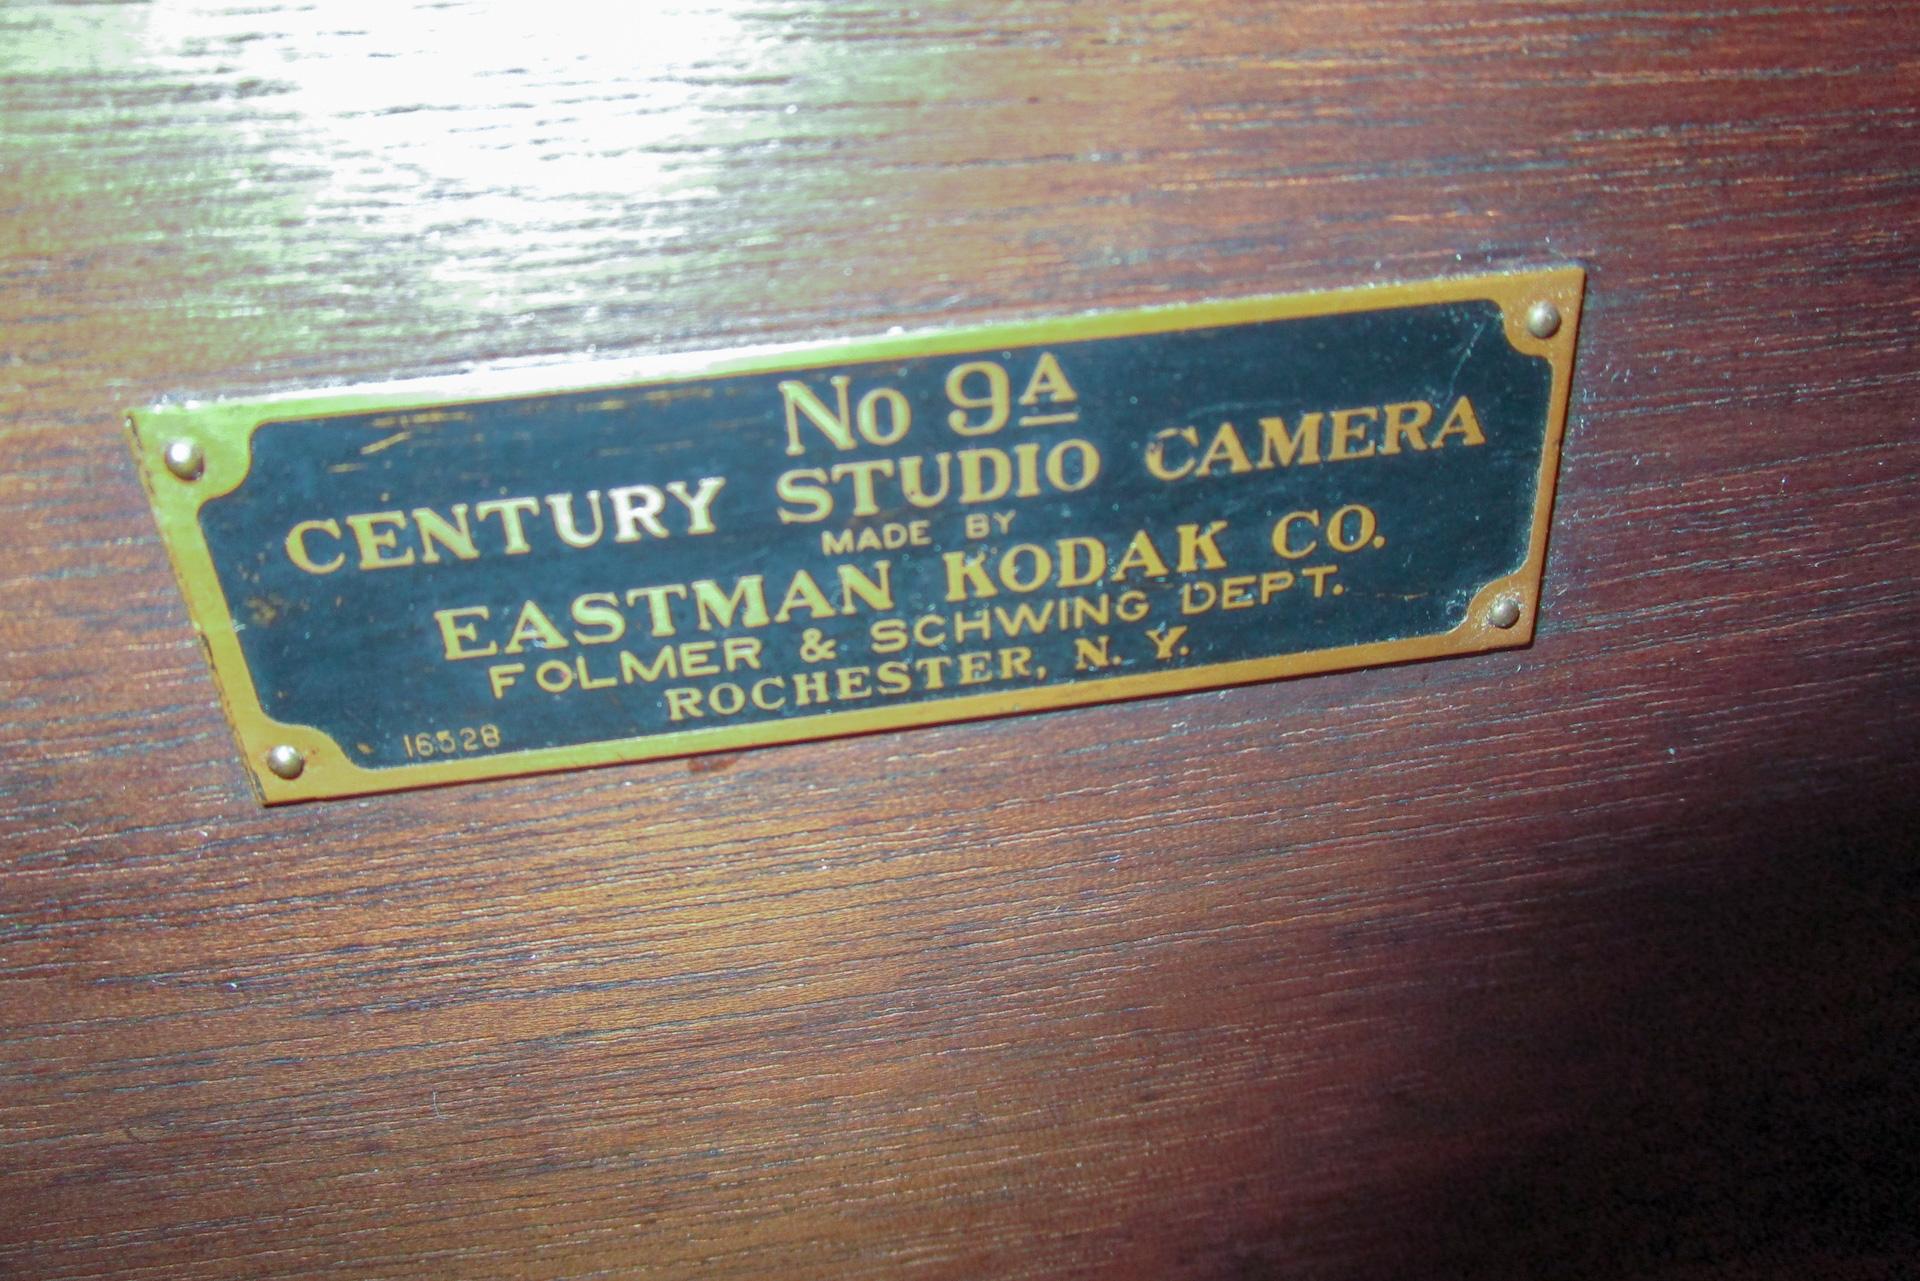 No 9A
CENTURY STUDIO CAMERA
MADE BY
EASTMAN KODAK CO.
FOLMER & SCHWING DEPT.
ROCHESTER, N. Y.
16528